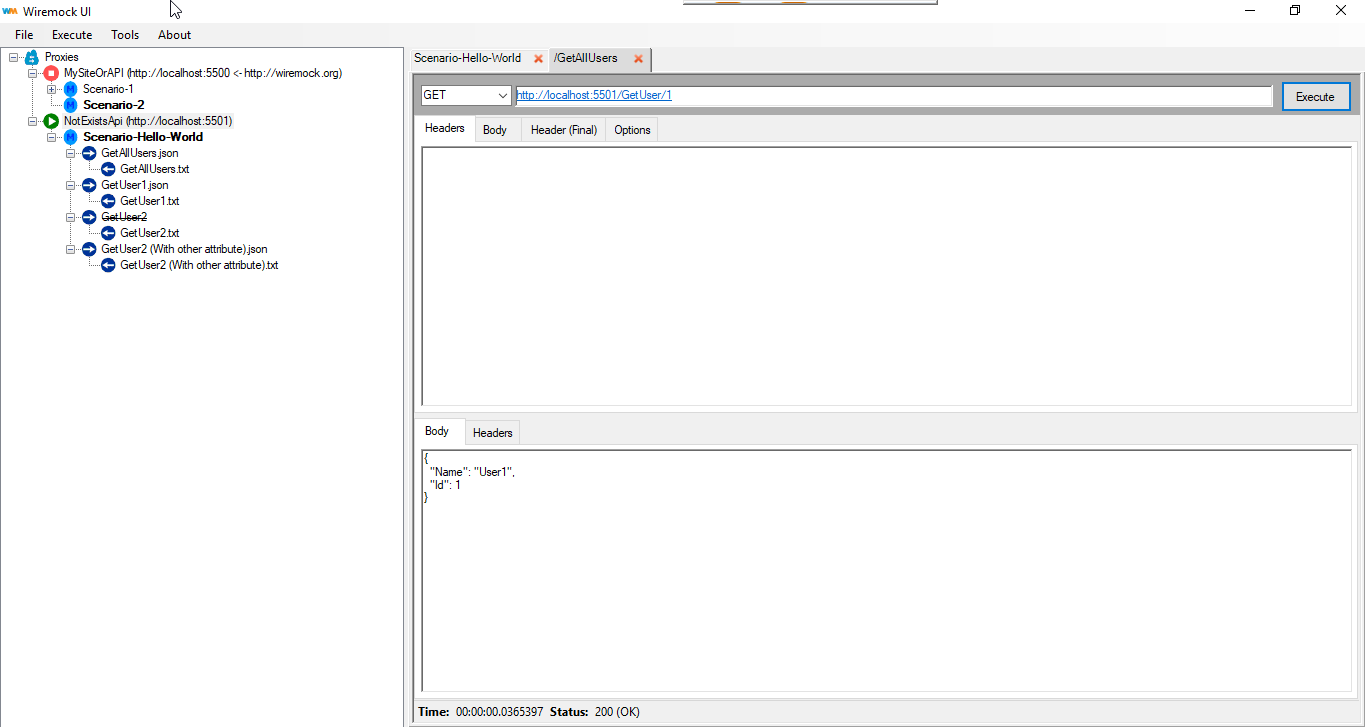 WM Wiremock UI
File Execute Tools About
Proxies
MySiteOrAPI (http://localhost:5500 <- http://wiremock.org)
M Scenario-1
M Scenario-2
NotExistsApi (http://localhost:5501)
M Scenario-Hello-World
GetAllUsers.json
GetAllUsers.txt
GetUser1.json
GetUser1.txt
GetUser2
GetUser2.txt
GetUser2 (With other attribute).json
GetUser2 (With other attribute).txt
Scenario-Hello-World /GetAllUsers
GET http://localhost:5501/GetUser/1 Execute
Headers Body Header (Final) Options
Body Headers
{
"Name": "User1",
"Id": 1
}
Time: 00:00:00.0365397 Status: 200 (OK)